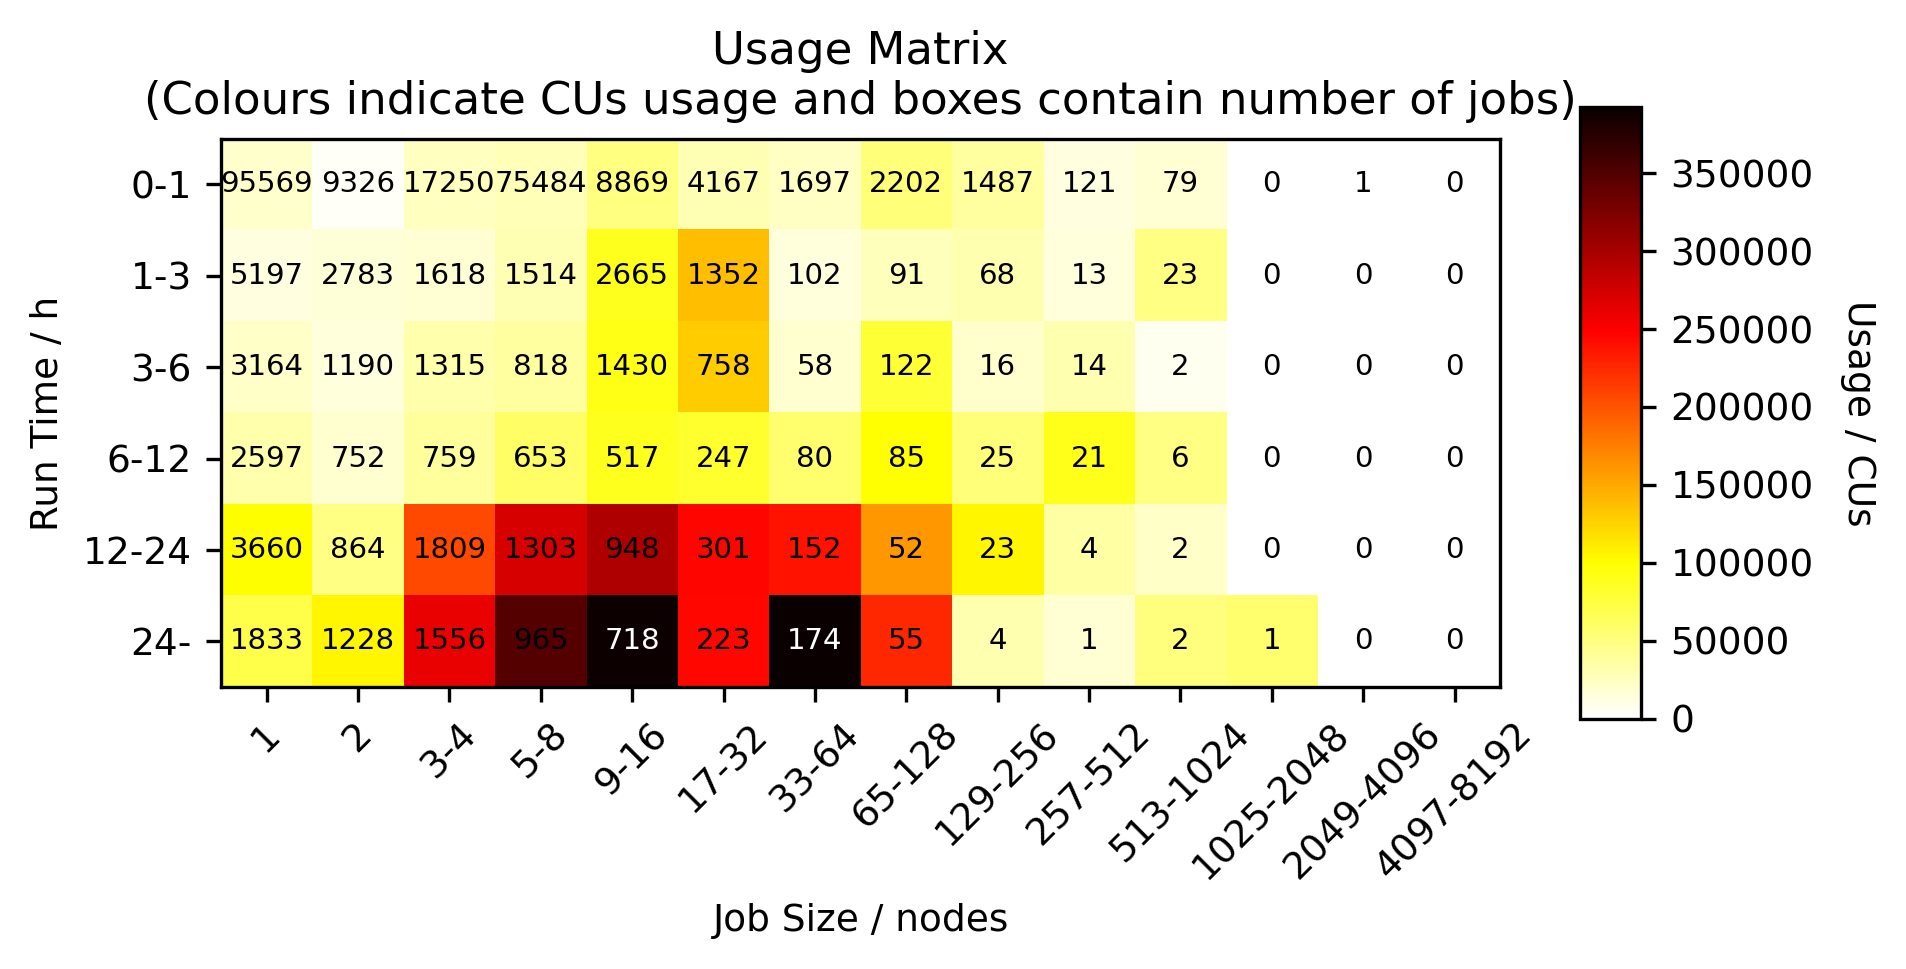 Usage Matrix
(Colours indicate CUs usage and boxes contain number of jobs)
0-1 95569 9326 17250 75484 8869 4167 1697 2202 1487 121 79 0 1 0
1-3 5197 2783 1618 1514 2665 1352 102 91 68 13 23 0 0 0
3-6 3164 1190 1315 818 1430 758 58 122 16 14 2 0 0 0
6-12 2597 752 759 653 517 247 80 85 25 21 6 0 0 0
12-24 3660 864 1809 1303 948 301 152 52 23 4 2 0 0 0
24- 1833 1228 1556 965 718 223 174 55 4 1 2 1 0 0
1 2 3-4 5-8 9-16 17-32 33-64 65-128 129-256 257-512 513-1024 1025-2048 2049-4096 4097-8192
Job Size / nodes
Run Time / h
350000
300000
250000
200000
150000
100000
50000
0
Usage / CUs